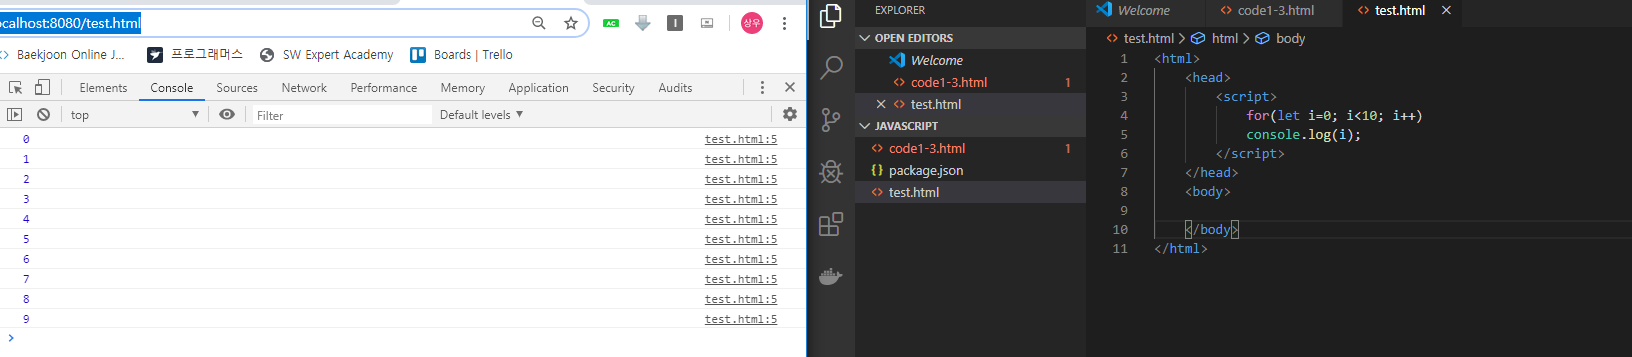 ocalhost:8080/test.html
AC
I
상우
Baekjoon Online J...
프로그래머스
SW Expert Academy
Boards | Trello
Elements Console Sources Network Performance Memory Application Security Audits
top
Filter
Default levels ▼
0 test.html:5
1 test.html:5
2 test.html:5
3 test.html:5
4 test.html:5
5 test.html:5
6 test.html:5
7 test.html:5
8 test.html:5
9 test.html:5
>
EXPLORER
OPEN EDITORS
Welcome
code1-3.html 1
test.html
JAVASCRIPT
code1-3.html 1
{} package.json
test.html
Welcome
code1-3.html
test.html
test.html > html > body
1 <html>
2 <head>
3 <script>
4 for(let i=0; i<10; i++)
5 console.log(i);
6 </script>
7 </head>
8 <body>
9
10 </body>
11 </html>